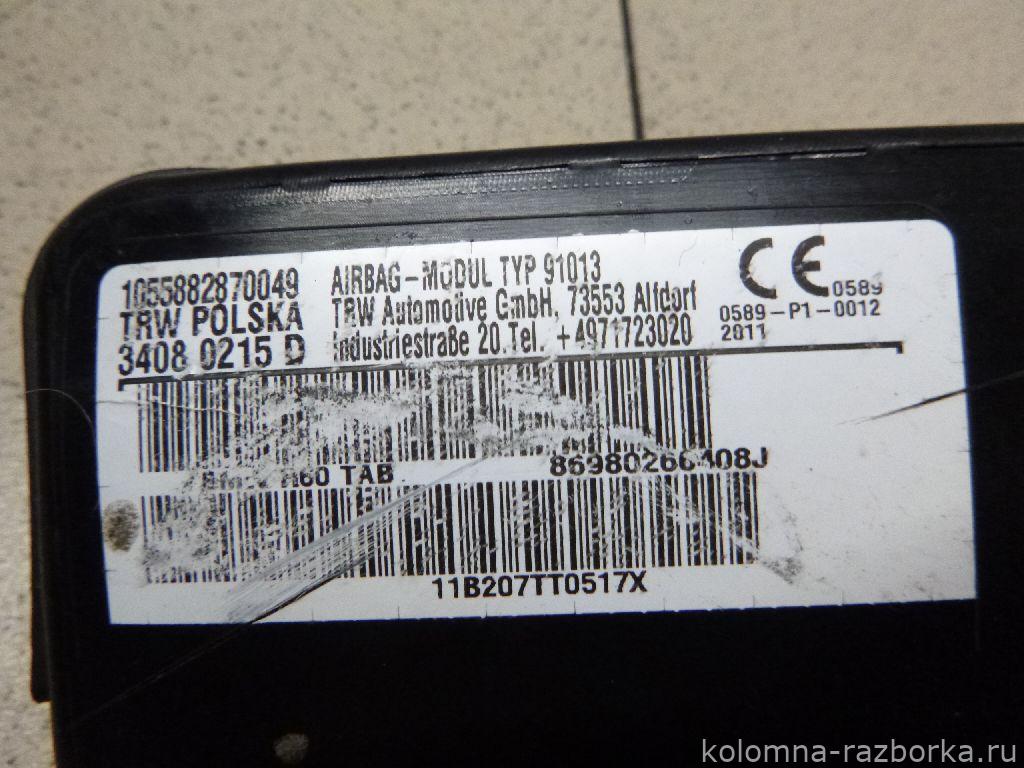 1055882870049
TRW POLSKA
3408 0215 D
AIRBAG-MODUL TYP 91013
TRW Automotive GmbH, 73553 Alfdorf
Industriestraße 20.Tel. +4971723020
CE 0589
0589-P1-0012
2011
TAB
11B207TT0517X
kolomna-razborka.ru